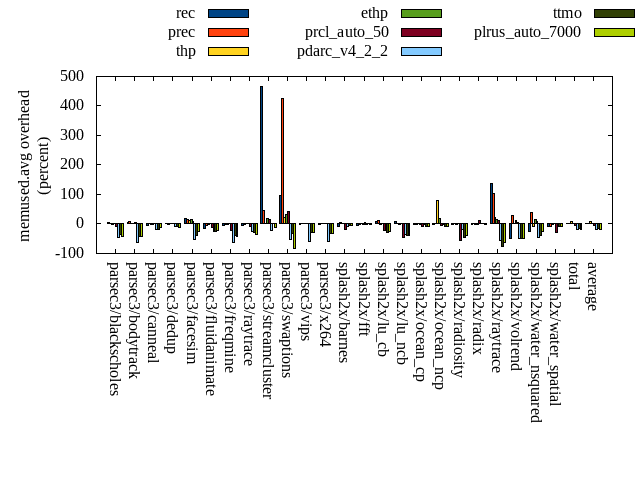 rec
prec
thp
ethp
prcl_auto_50
pdarc_v4_2_2
ttmo
plrus_auto_7000
memused.avg overhead
(percent)
500
400
300
200
100
0
-100
parsec3/blackscholes
parsec3/bodytrack
parsec3/canneal
parsec3/dedup
parsec3/facesim
parsec3/fluidanimate
parsec3/freqmine
parsec3/raytrace
parsec3/streamcluster
parsec3/swaptions
parsec3/vips
parsec3/x264
splash2x/barnes
splash2x/fft
splash2x/lu_cb
splash2x/lu_ncb
splash2x/ocean_cp
splash2x/ocean_ncp
splash2x/radiosity
splash2x/radix
splash2x/raytrace
splash2x/volrend
splash2x/water_nsquared
splash2x/water_spatial
total
average